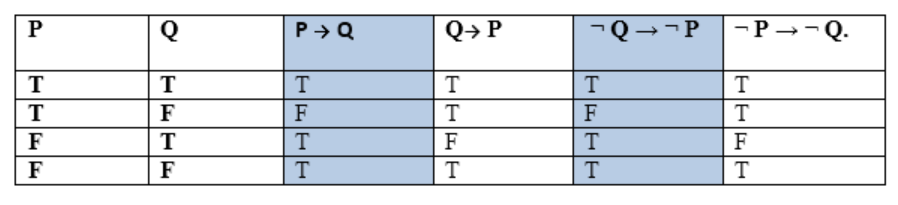 P Q P → Q Q→ P ¬ Q → ¬ P ¬ P → ¬ Q.
T T T T T T
T F F T F T
F T T F T F
F F T T T T